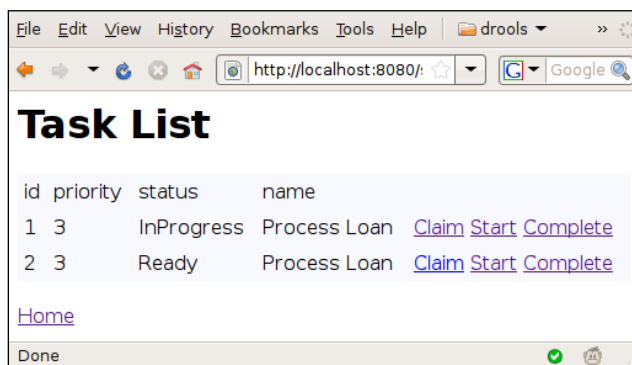 File Edit View History Bookmarks Tools Help drools »
http://localhost:8080/ G Google
Task List
id priority status name
1 3 InProgress Process Loan Claim Start Complete
2 3 Ready Process Loan Claim Start Complete
Home
Done